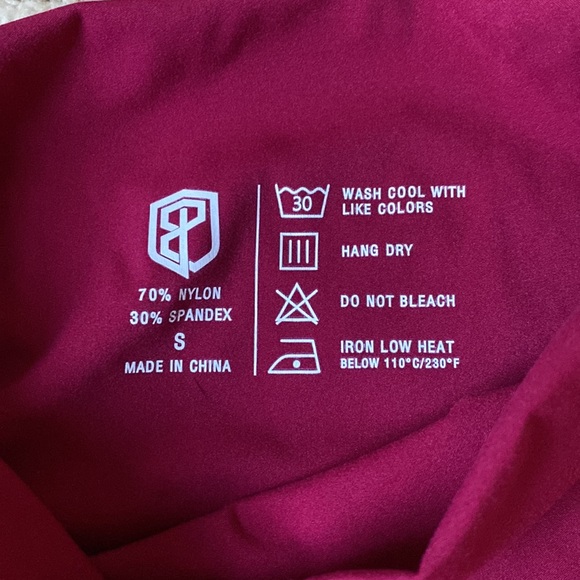 70% NYLON
30% SPANDEX
S
MADE IN CHINA
30
WASH COOL WITH
LIKE COLORS
HANG DRY
DO NOT BLEACH
IRON LOW HEAT
BELOW 110°C/230°F